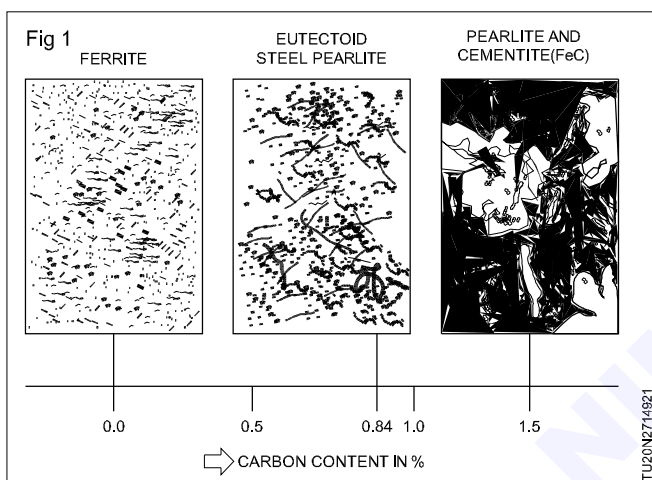 Fig 1
FERRITE
EUTECTOID
STEEL PEARLITE
PEARLITE AND
CEMENTITE(FeC)
0.0
0.5
0.84
1.0
1.5
CARBON CONTENT IN %
TU20N2714921